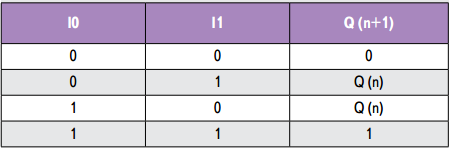 I0 I1 Q (n+1)
0 0 0
0 1 Q (n)
1 0 Q (n)
1 1 1